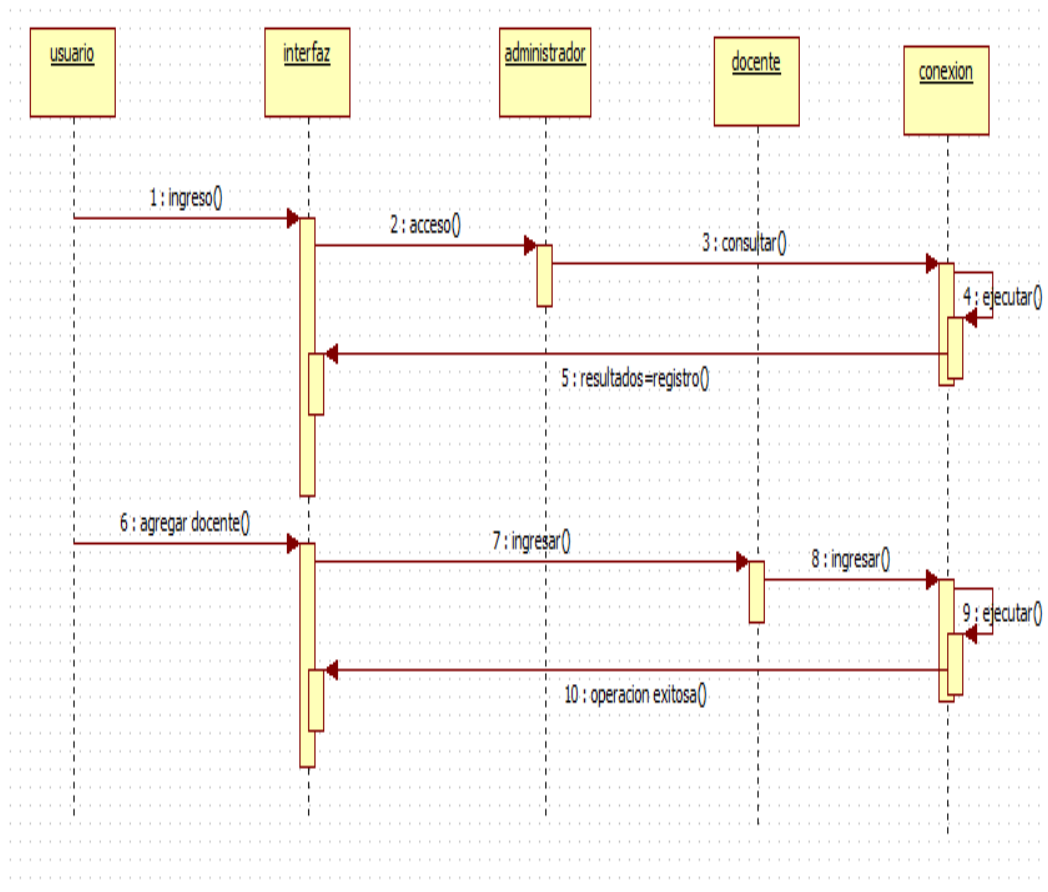 usuario
interfaz
administrador
docente
conexion
1 : ingreso()
2 : acceso()
3 : consultar()
4 : ejecutar()
5 : resultados=registro()
6 : agregar docente()
7 : ingresar()
8 : ingresar()
9 : ejecutar()
10 : operacion exitosa()